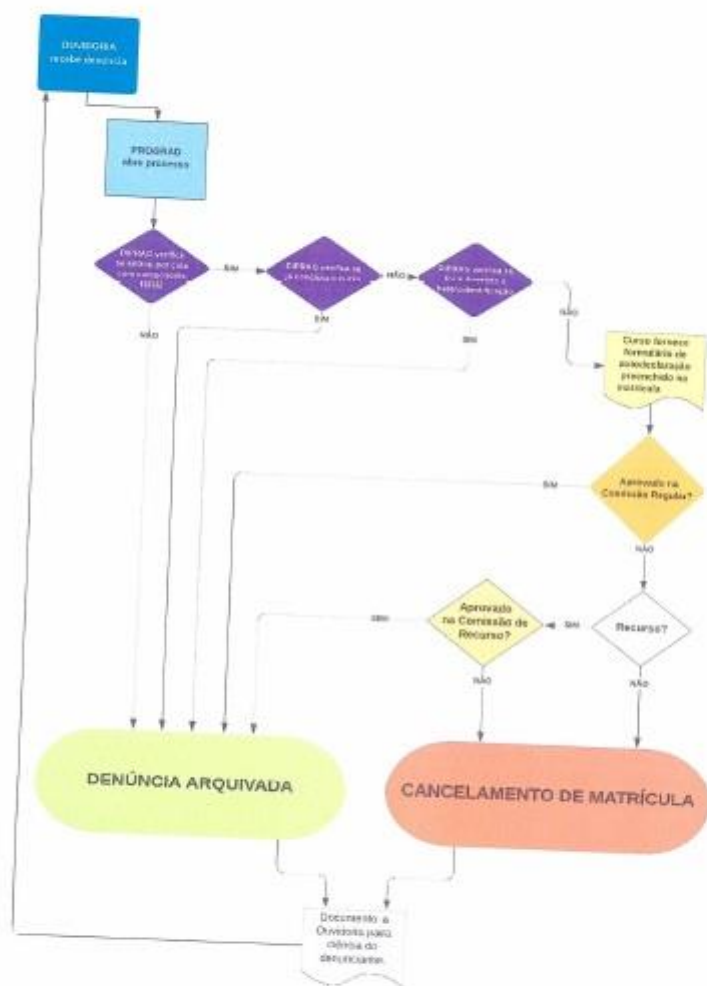 OUVIDORIA
recebe denúncia
PROGRAD
abre processo
SIM
NÃO
NÃO
NÃO
SIM
SIM
Curso fornece
formulário de
autodeclaração
preenchido na
matrícula
Aprovado na
Comissão Regular?
SIM
NÃO
Aprovado
na Comissão de
Recurso?
SIM
SIM
Recurso?
NÃO
NÃO
DENÚNCIA ARQUIVADA
CANCELAMENTO DE MATRÍCULA
Documento a
Ouvidoria para
ciência do
denunciante.